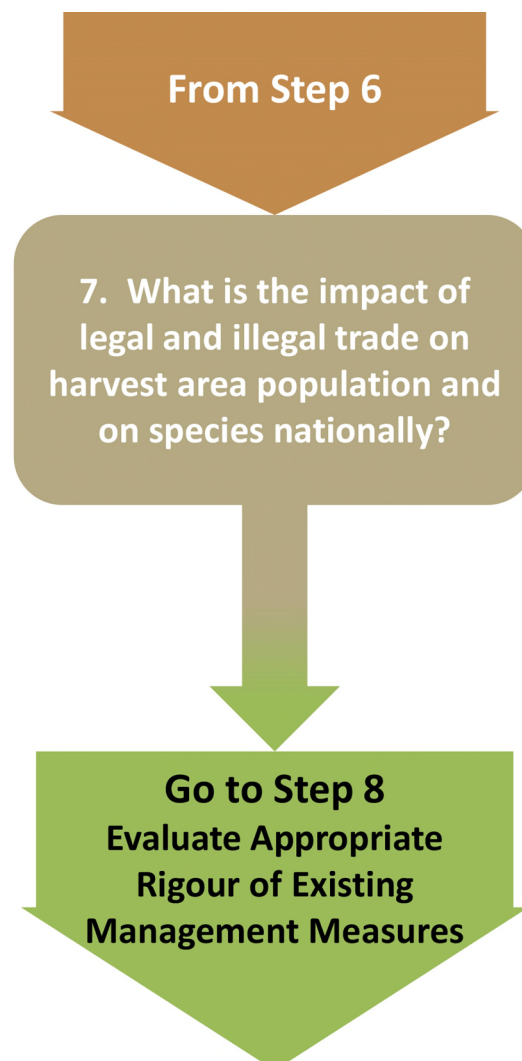 From Step 6
7. What is the impact of
legal and illegal trade on
harvest area population and
on species nationally?
Go to Step 8
Evaluate Appropriate
Rigour of Existing
Management Measures